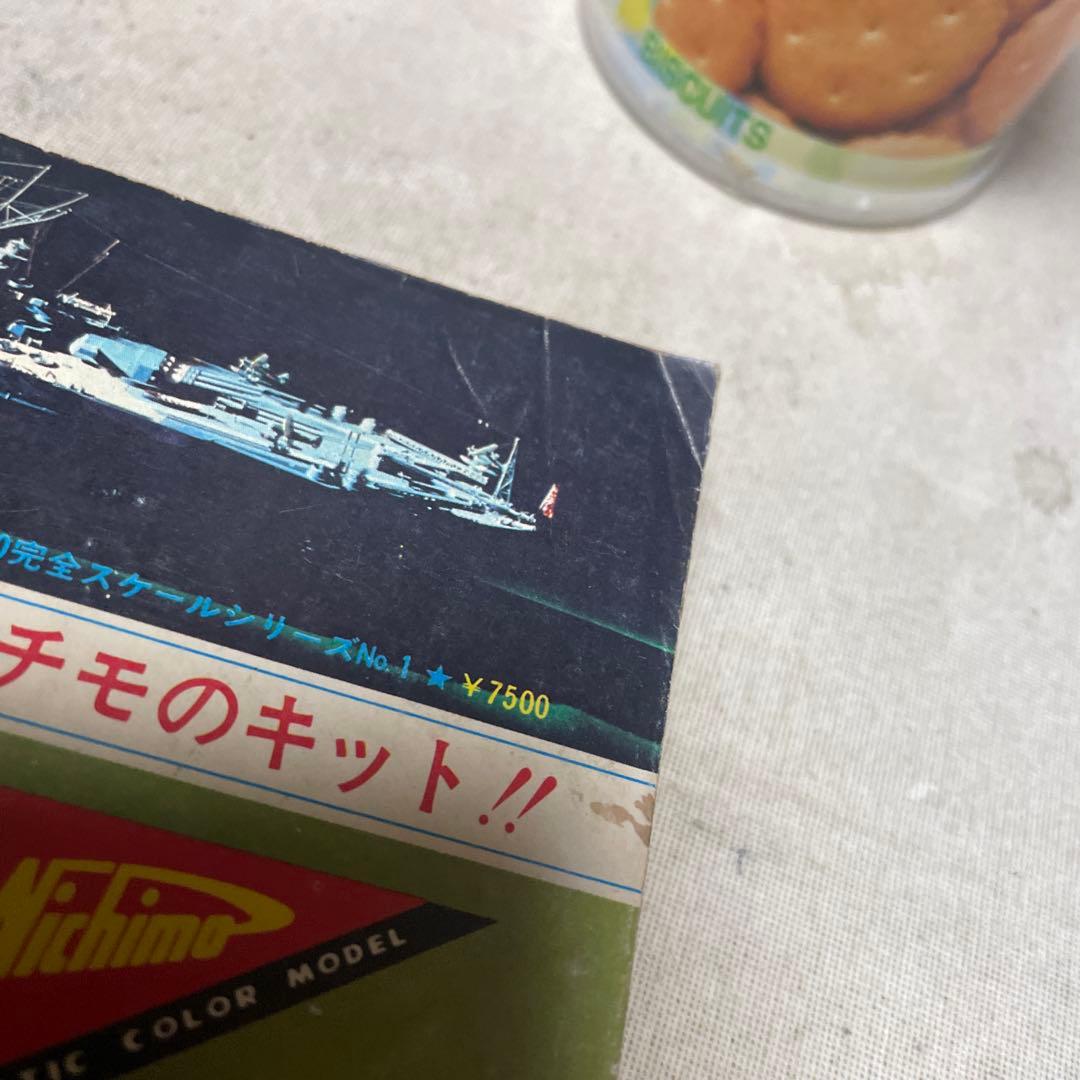 BISCUITS
0完全スケールシリーズNo.1★￥7500
チモのキット!!
Nichimo
TIC COLOR MODEL